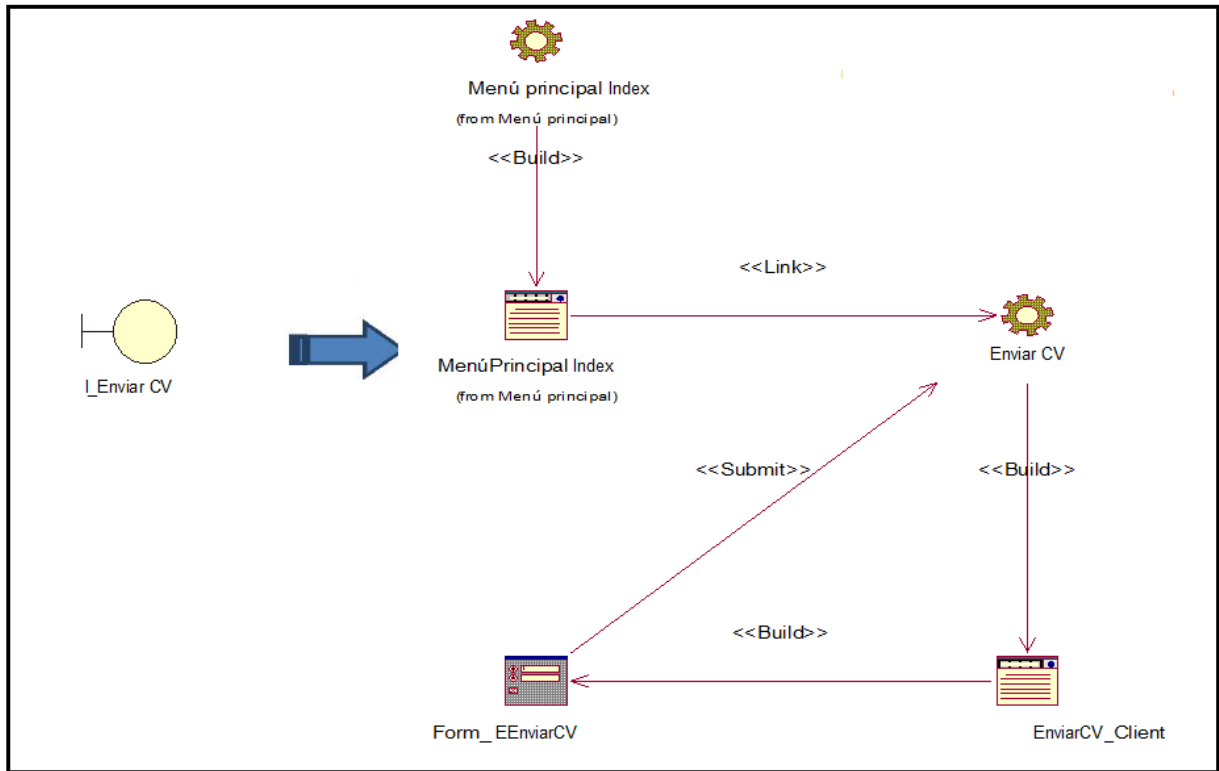 Menú principal Index
(from Menú principal)
<<Build>>
<<Link>>
I_Enviar CV
MenúPrincipal Index
(from Menú principal)
Enviar CV
<<Submit>>
<<Build>>
<<Build>>
Form_ EEnviarCV
EnviarCV_Client